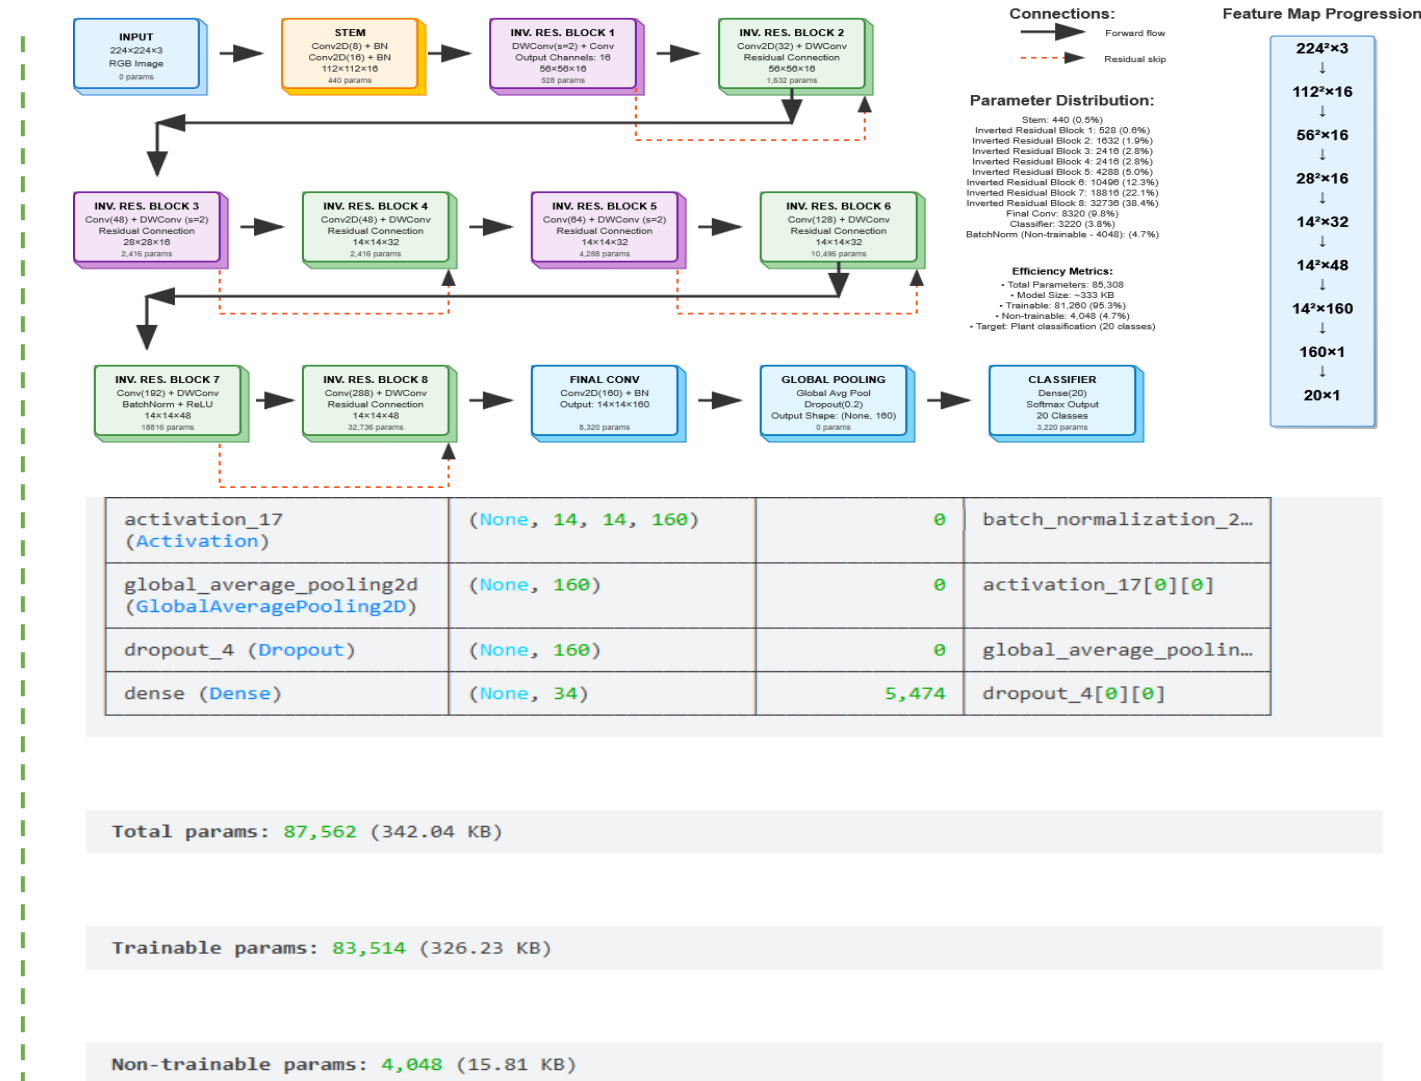 INPUT
224×224×3
RGB Image
0 params
STEM
Conv2D(8) + BN
Conv2D(16) + BN
112×112×16
440 params
INV. RES. BLOCK 1
DWConv(s=2) + Conv
Output Channels: 16
56×56×16
528 params
INV. RES. BLOCK 2
Conv2D(32) + DWConv
Residual Connection
56×56×16
1,632 params
INV. RES. BLOCK 3
Conv(48) + DWConv (s=2)
Residual Connection
28×28×16
2,416 params
INV. RES. BLOCK 4
Conv2D(48) + DWConv
Residual Connection
14×14×32
2,416 params
INV. RES. BLOCK 5
Conv(64) + DWConv (s=2)
Residual Connection
14×14×32
4,288 params
INV. RES. BLOCK 6
Conv(128) + DWConv
Residual Connection
14×14×32
10,496 params
INV. RES. BLOCK 7
Conv(192) + DWConv
BatchNorm + ReLU
14×14×48
18816 params
INV. RES. BLOCK 8
Conv(288) + DWConv
Residual Connection
14×14×48
32,736 params
FINAL CONV
Conv2D(160) + BN
Output: 14×14×160
8,320 params
GLOBAL POOLING
Global Avg Pool
Dropout(0.2)
Output Shape: (None, 160)
0 params
CLASSIFIER
Dense(20)
Softmax Output
20 Classes
3,220 params
Connections:
Forward flow
Residual skip
Parameter Distribution:
Stem: 440 (0.5%)
Inverted Residual Block 1: 528 (0.6%)
Inverted Residual Block 2: 1632 (1.9%)
Inverted Residual Block 3: 2416 (2.8%)
Inverted Residual Block 4: 2416 (2.8%)
Inverted Residual Block 5: 4288 (5.0%)
Inverted Residual Block 6: 10496 (12.3%)
Inverted Residual Block 7: 18816 (22.1%)
Inverted Residual Block 8: 32736 (38.4%)
Final Conv: 8320 (9.8%)
Classifier: 3220 (3.8%)
BatchNorm (Non-trainable - 4048): (4.7%)
Efficiency Metrics:
• Total Parameters: 85,308
• Model Size: ~333 KB
• Trainable: 81,260 (95.3%)
• Non-trainable: 4,048 (4.7%)
• Target: Plant classification (20 classes)
Feature Map Progression
224²×3
↓
112²×16
↓
56²×16
↓
28²×16
↓
14²×32
↓
14²×48
↓
14²×160
↓
160×1
↓
20×1
activation_17 (None, 14, 14, 160) 0 batch_normalization_2…
(Activation)
global_average_pooling2d (None, 160) 0 activation_17[0][0]
(GlobalAveragePooling2D)
dropout_4 (Dropout) (None, 160) 0 global_average_poolin…
dense (Dense) (None, 34) 5,474 dropout_4[0][0]
Total params: 87,562 (342.04 KB)
Trainable params: 83,514 (326.23 KB)
Non-trainable params: 4,048 (15.81 KB)